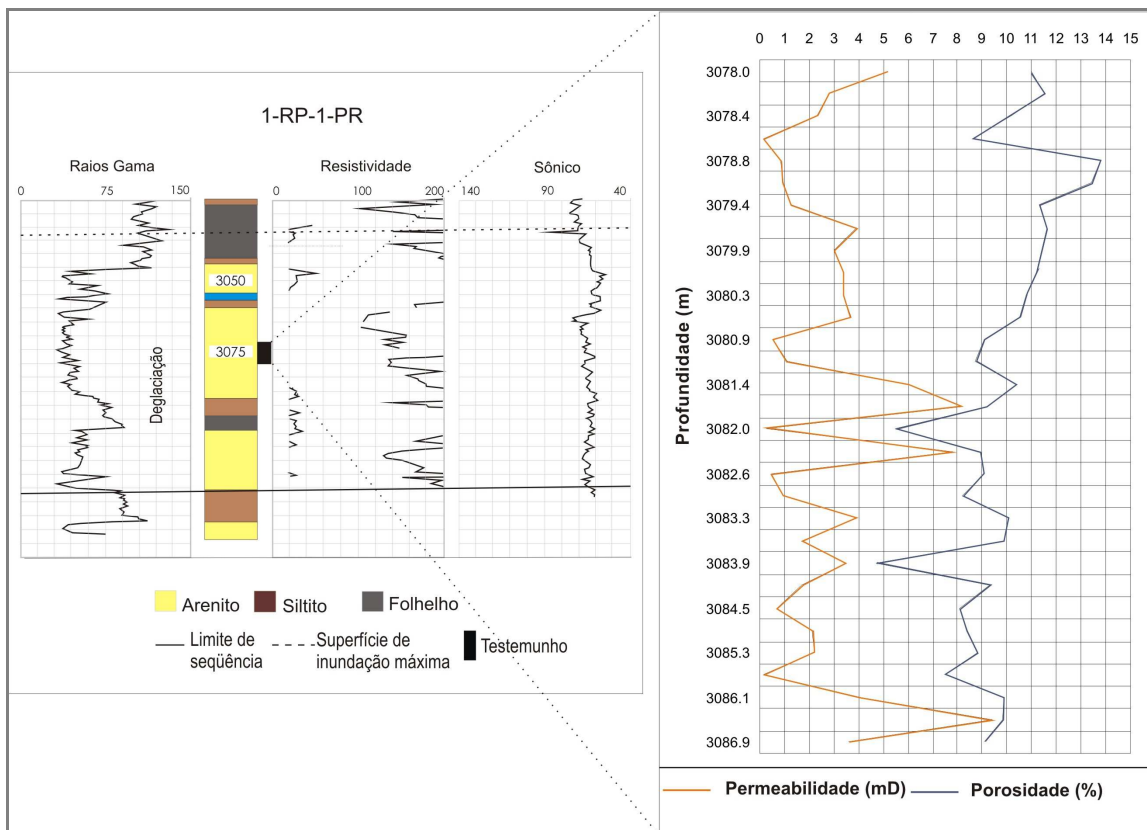 1-RP-1-PR
Raios Gama
Resistividade
Sônico
0 75 150
0 100 200
140 90 40
3050
3075
Deglaciação
Arenito
Siltito
Folhelho
Limite de
seqüência
Superfície de
inundação máxima
Testemunho
0 1 2 3 4 5 6 7 8 9 10 11 12 13 14 15
Profundidade (m)
3078.0
3078.4
3078.8
3079.4
3079.9
3080.3
3080.9
3081.4
3082.0
3082.6
3083.3
3083.9
3084.5
3085.3
3086.1
3086.9
Permeabilidade (mD)
Porosidade (%)